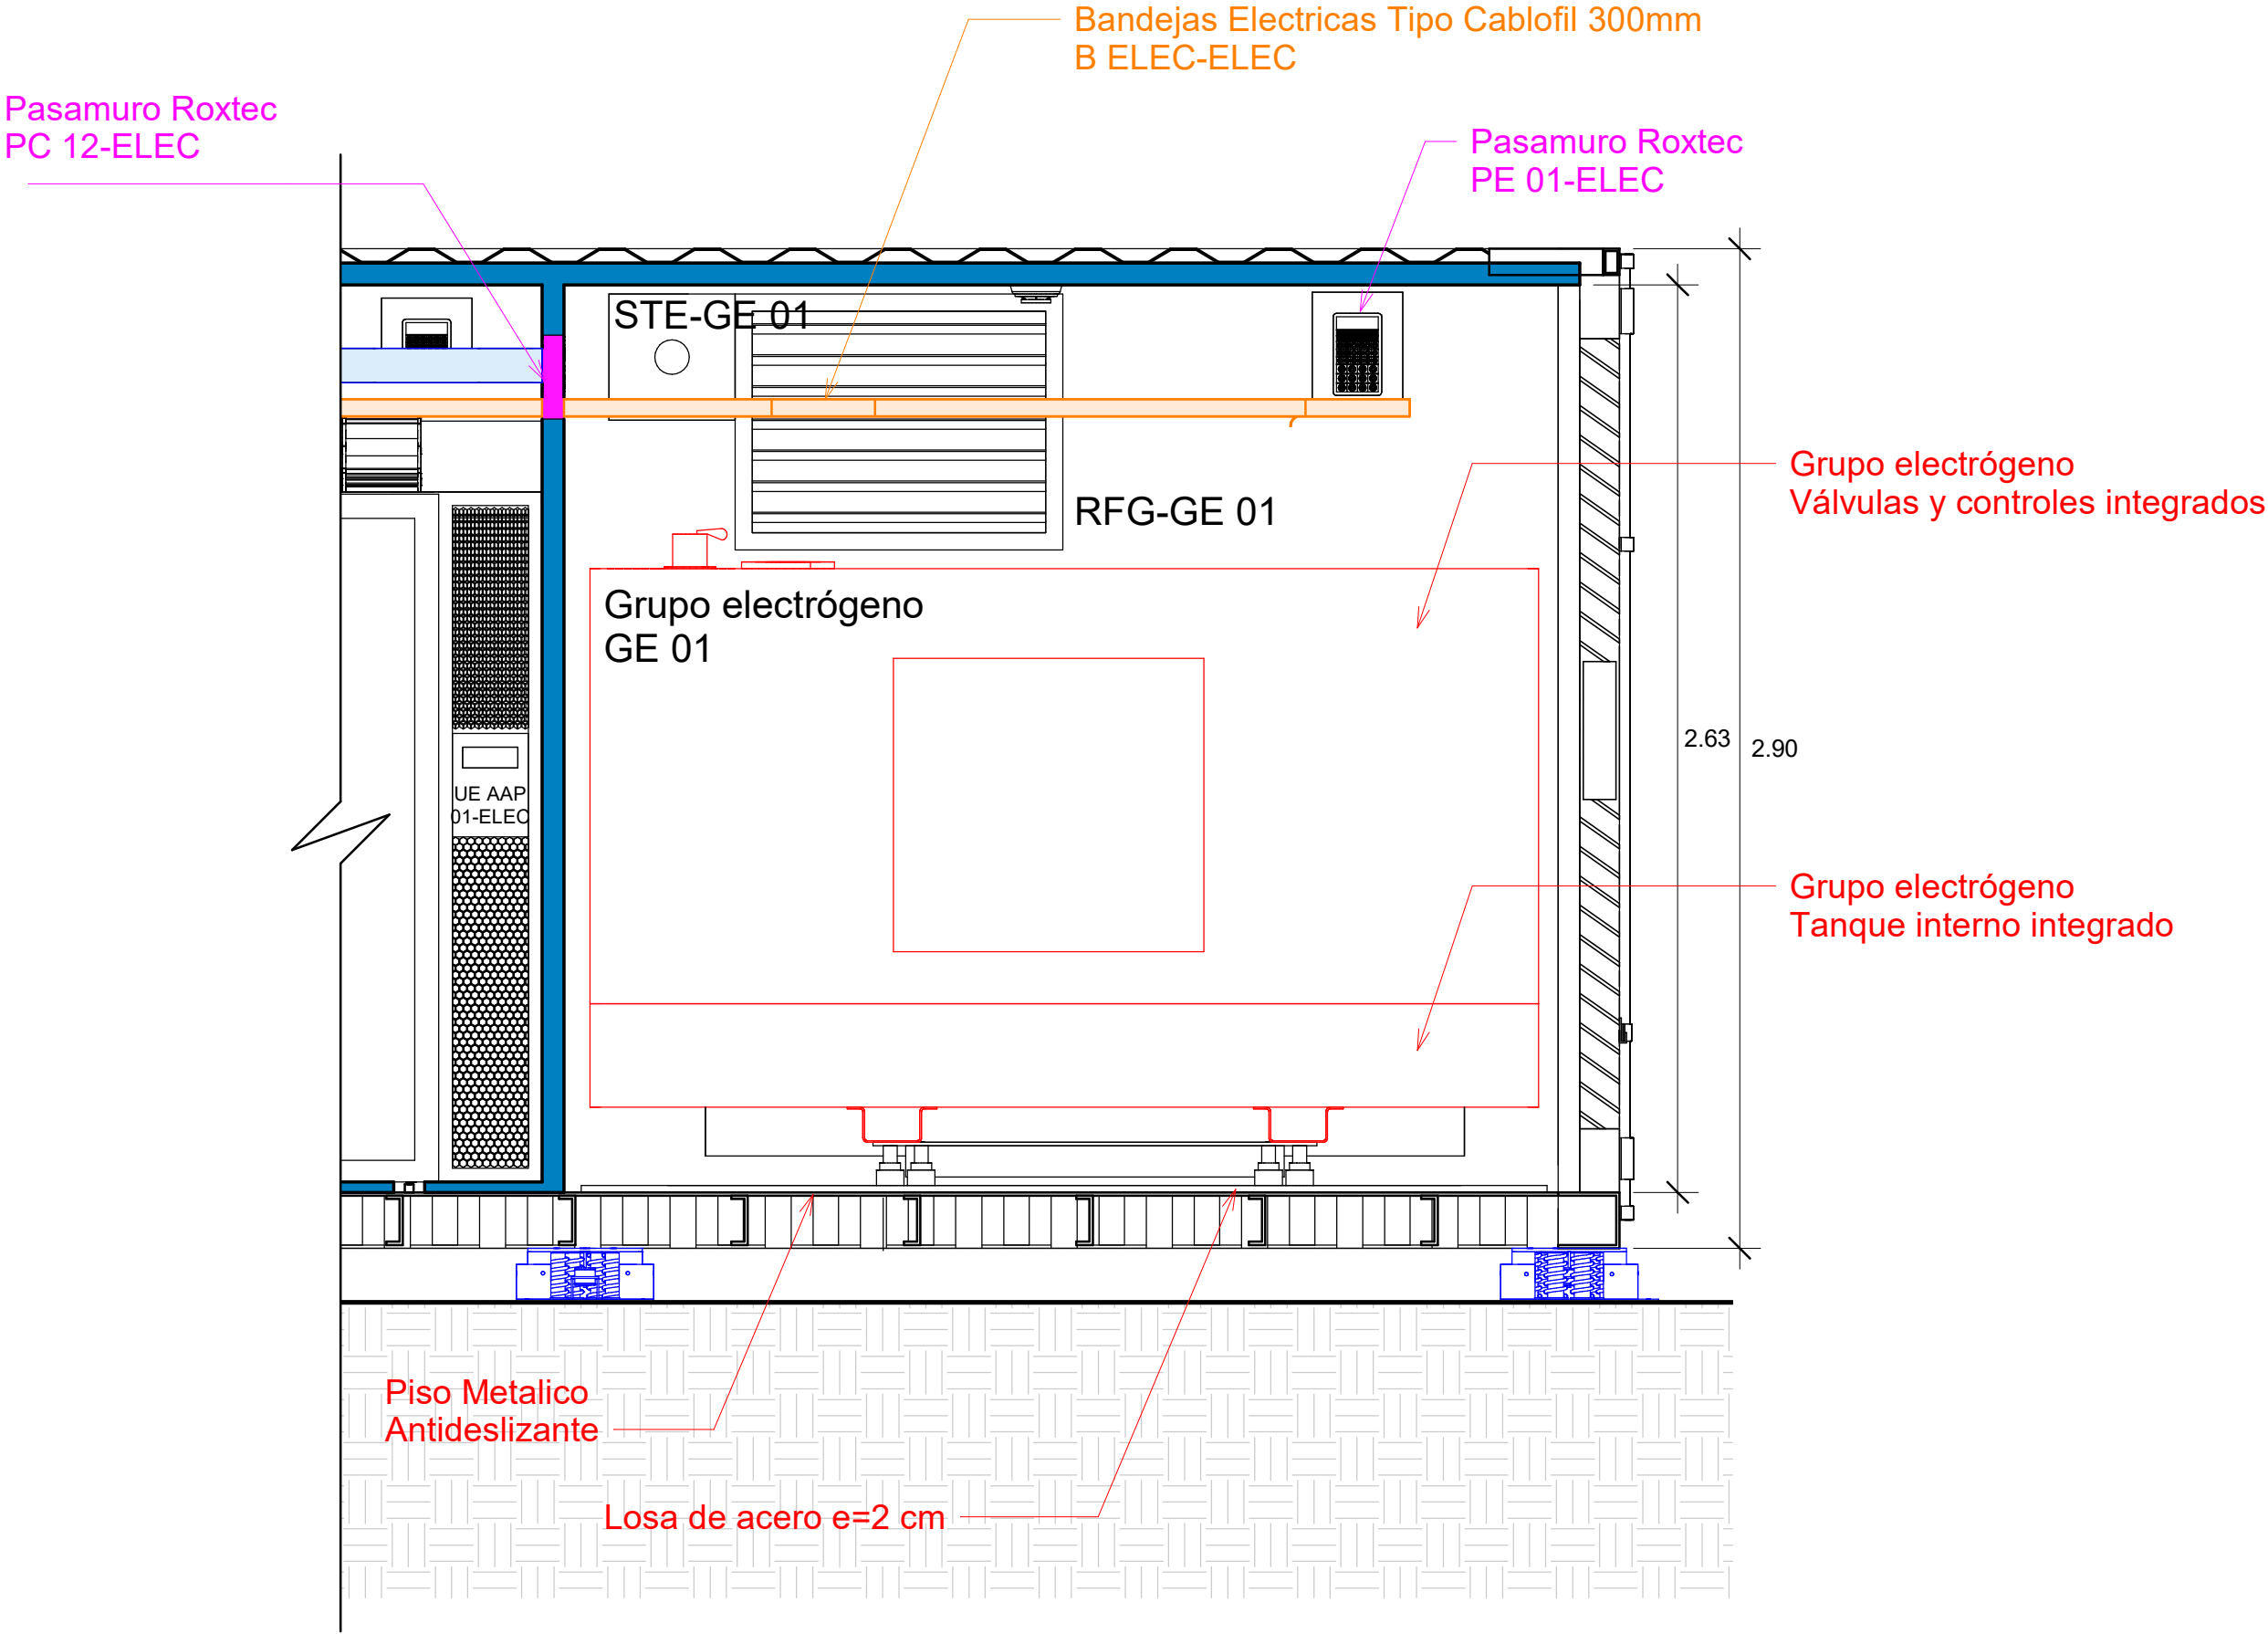 Bandejas Electricas Tipo Cablofil 300mm
B ELEC-ELEC
Pasamuro Roxtec
PC 12-ELEC
Pasamuro Roxtec
PE 01-ELEC
STE-GE 01
RFG-GE 01
Grupo electrógeno
Válvulas y controles integrados
Grupo electrógeno
GE 01
2.63
2.90
UE AAP
01-ELEC
Grupo electrógeno
Tanque interno integrado
Piso Metalico
Antideslizante
Losa de acero e=2 cm